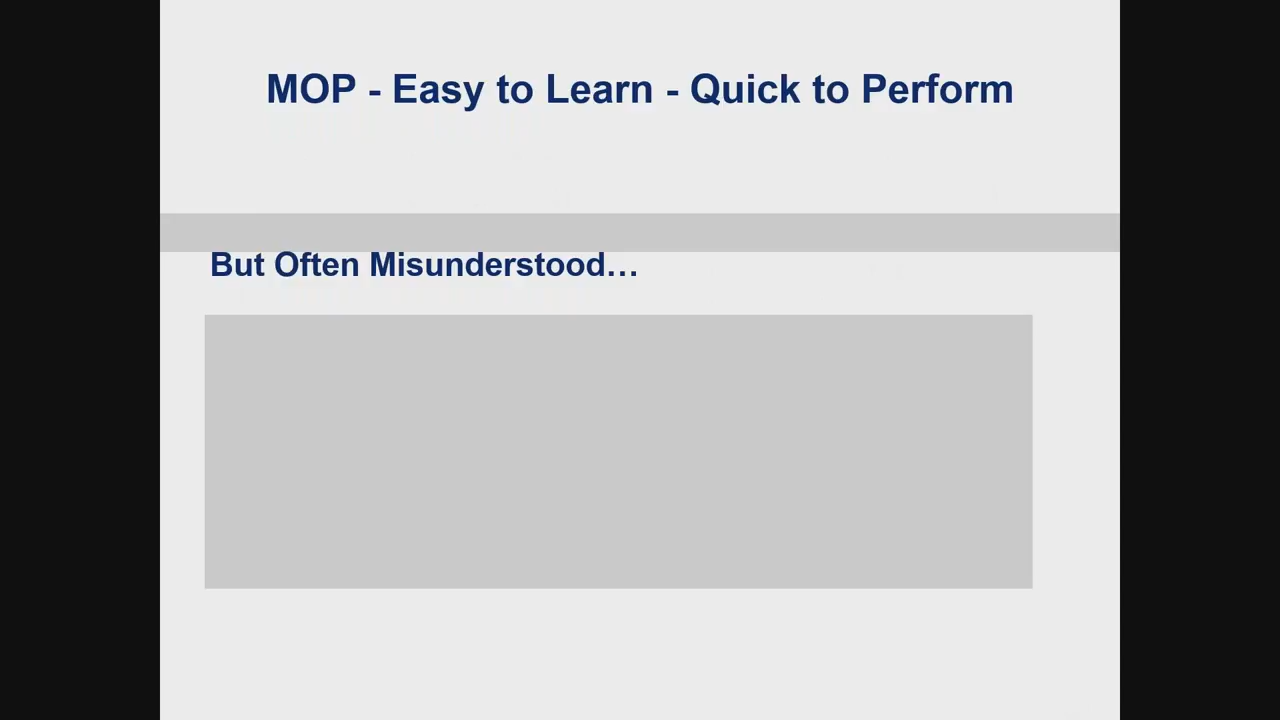 MOP - Easy to Learn - Quick to Perform
But Often Misunderstood…